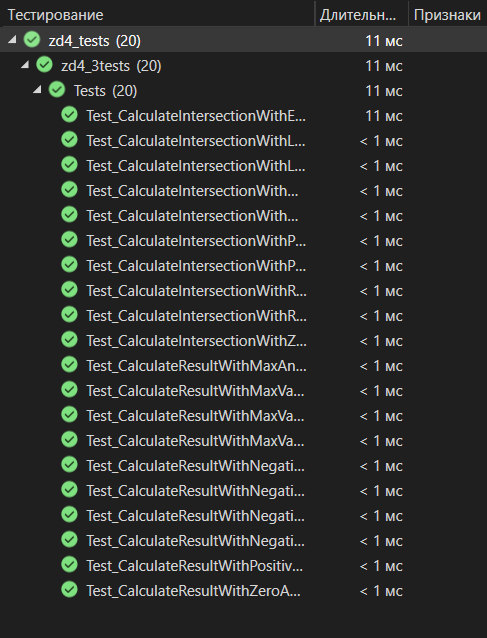 Тестирование Длительн... Признаки
zd4_tests (20) 11 мс
zd4_3tests (20) 11 мс
Tests (20) 11 мс
Test_CalculateIntersectionWithE... 11 мс
Test_CalculateIntersectionWithL... < 1 мс
Test_CalculateIntersectionWithL... < 1 мс
Test_CalculateIntersectionWith... < 1 мс
Test_CalculateIntersectionWith... < 1 мс
Test_CalculateIntersectionWithP... < 1 мс
Test_CalculateIntersectionWithP... < 1 мс
Test_CalculateIntersectionWithR... < 1 мс
Test_CalculateIntersectionWithR... < 1 мс
Test_CalculateIntersectionWithZ... < 1 мс
Test_CalculateResultWithMaxAn... < 1 мс
Test_CalculateResultWithMaxVa... < 1 мс
Test_CalculateResultWithMaxVa... < 1 мс
Test_CalculateResultWithMaxVa... < 1 мс
Test_CalculateResultWithNegati... < 1 мс
Test_CalculateResultWithNegati... < 1 мс
Test_CalculateResultWithNegati... < 1 мс
Test_CalculateResultWithNegati... < 1 мс
Test_CalculateResultWithPositiv... < 1 мс
Test_CalculateResultWithZeroA... < 1 мс